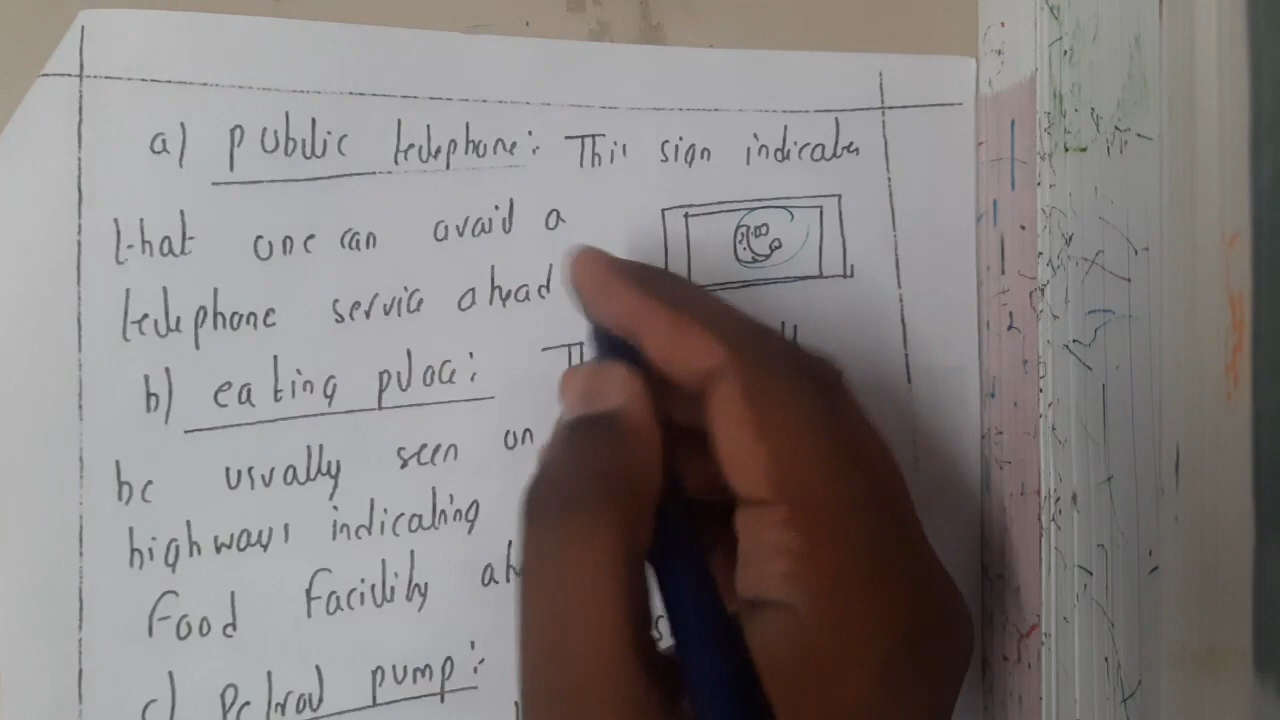 a) public telephone: This sign indicates
that one can avaid a
telephone service ahead
b) eating place:
be usually seen on
highways indicating
Food Facility
c) Petrol pump: